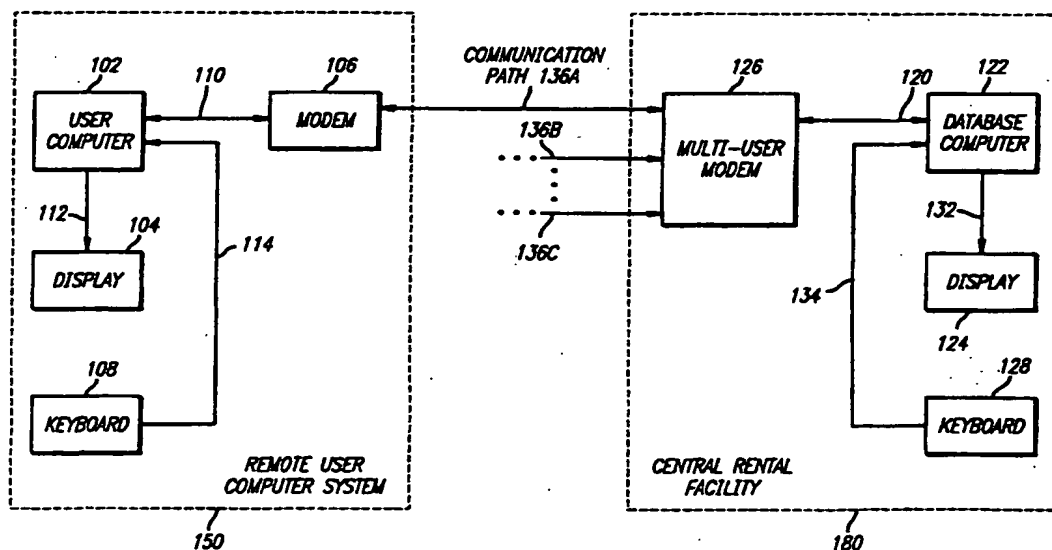 102
110
106
COMMUNICATION
PATH 136A
126
120
122
USER
COMPUTER
MODEM
136B
MULTI-USER
MODEM
DATABASE
COMPUTER
112
104
114
136C
132
DISPLAY
134
DISPLAY
124
108
128
KEYBOARD
KEYBOARD
REMOTE USER
COMPUTER SYSTEM
CENTRAL RENTAL
FACILITY
150
180